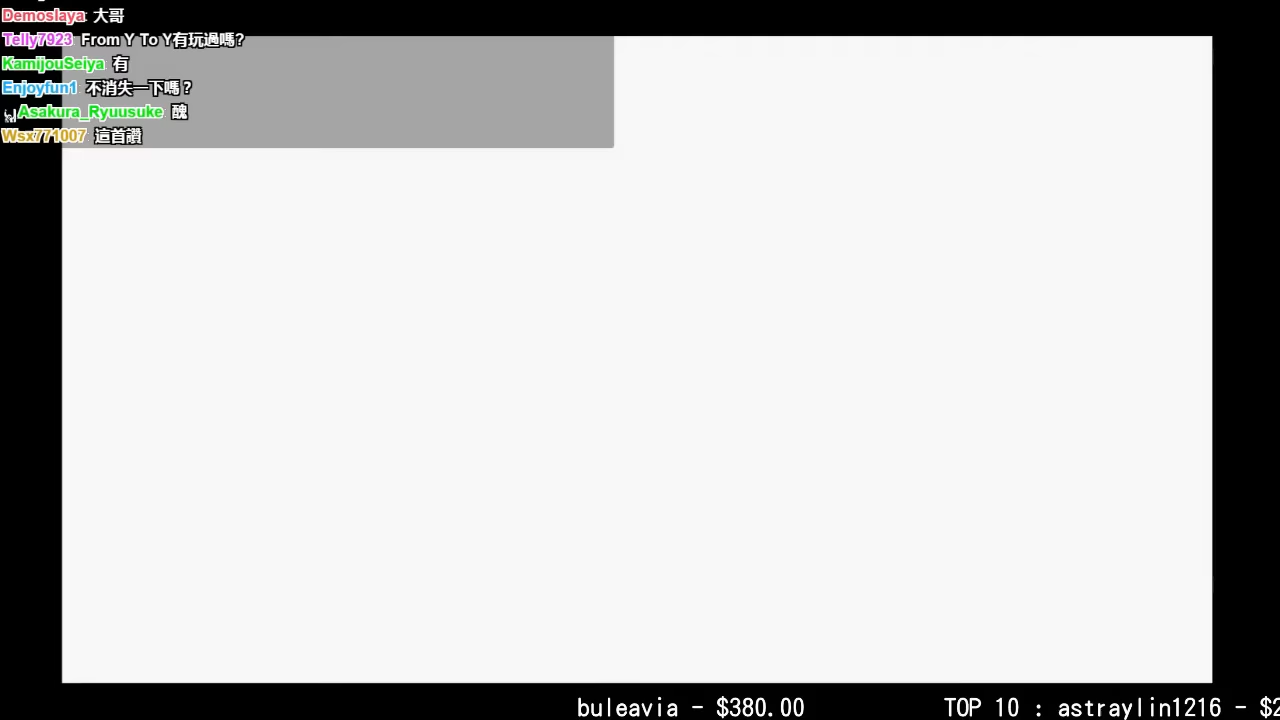 Demoslaya: 大哥
Telly7923: From Y To Y有玩過嗎?
KamijouSeiya: 有
Enjoyfun1: 不消失一下嗎？
Asakura_Ryuusuke: 醜
Wsx771007: 這首讚
buleavia - $380.00 TOP 10 : astraylin1216 - $2